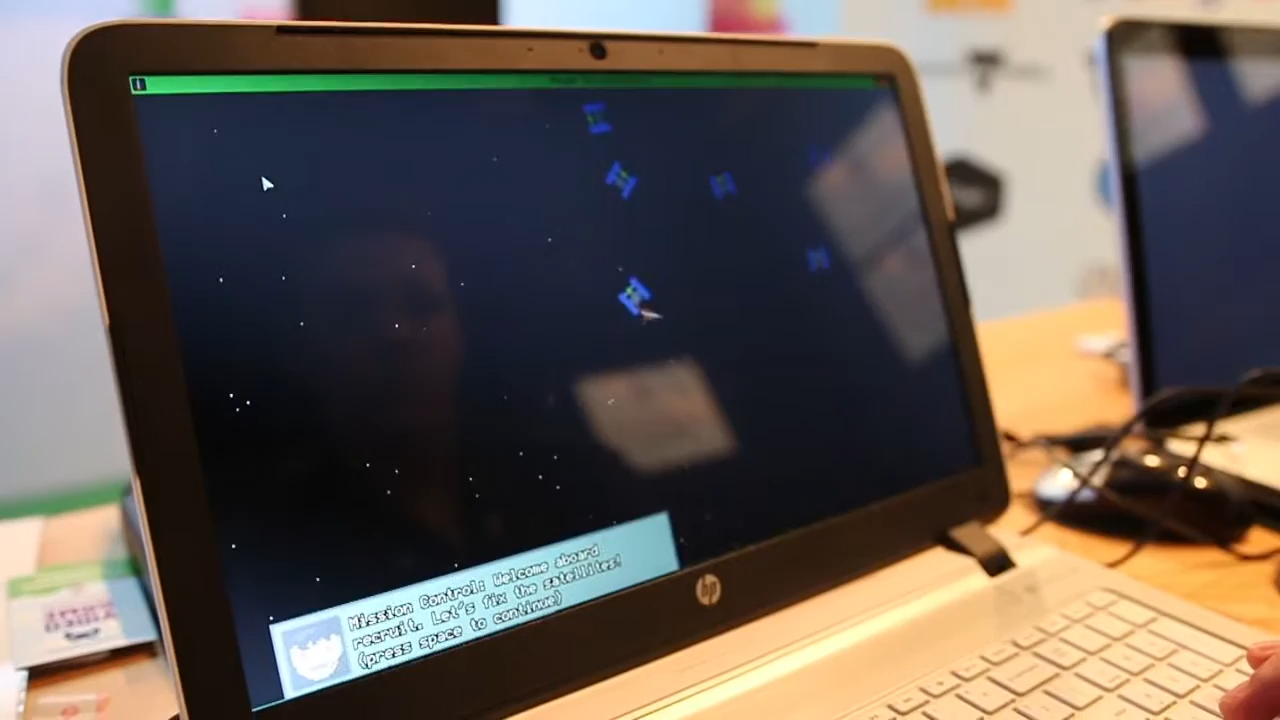 Mission Control: Welcome aboard
recruit. Let's fix the satellites!
(press space to continue)
hp